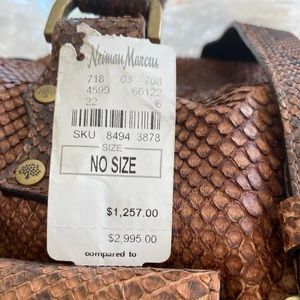 Neiman Marcus
718 03 708
4599 66122
22 6
SKU 8494 3878
SIZE
NO SIZE
$1,257.00
$2,995.00
compared to